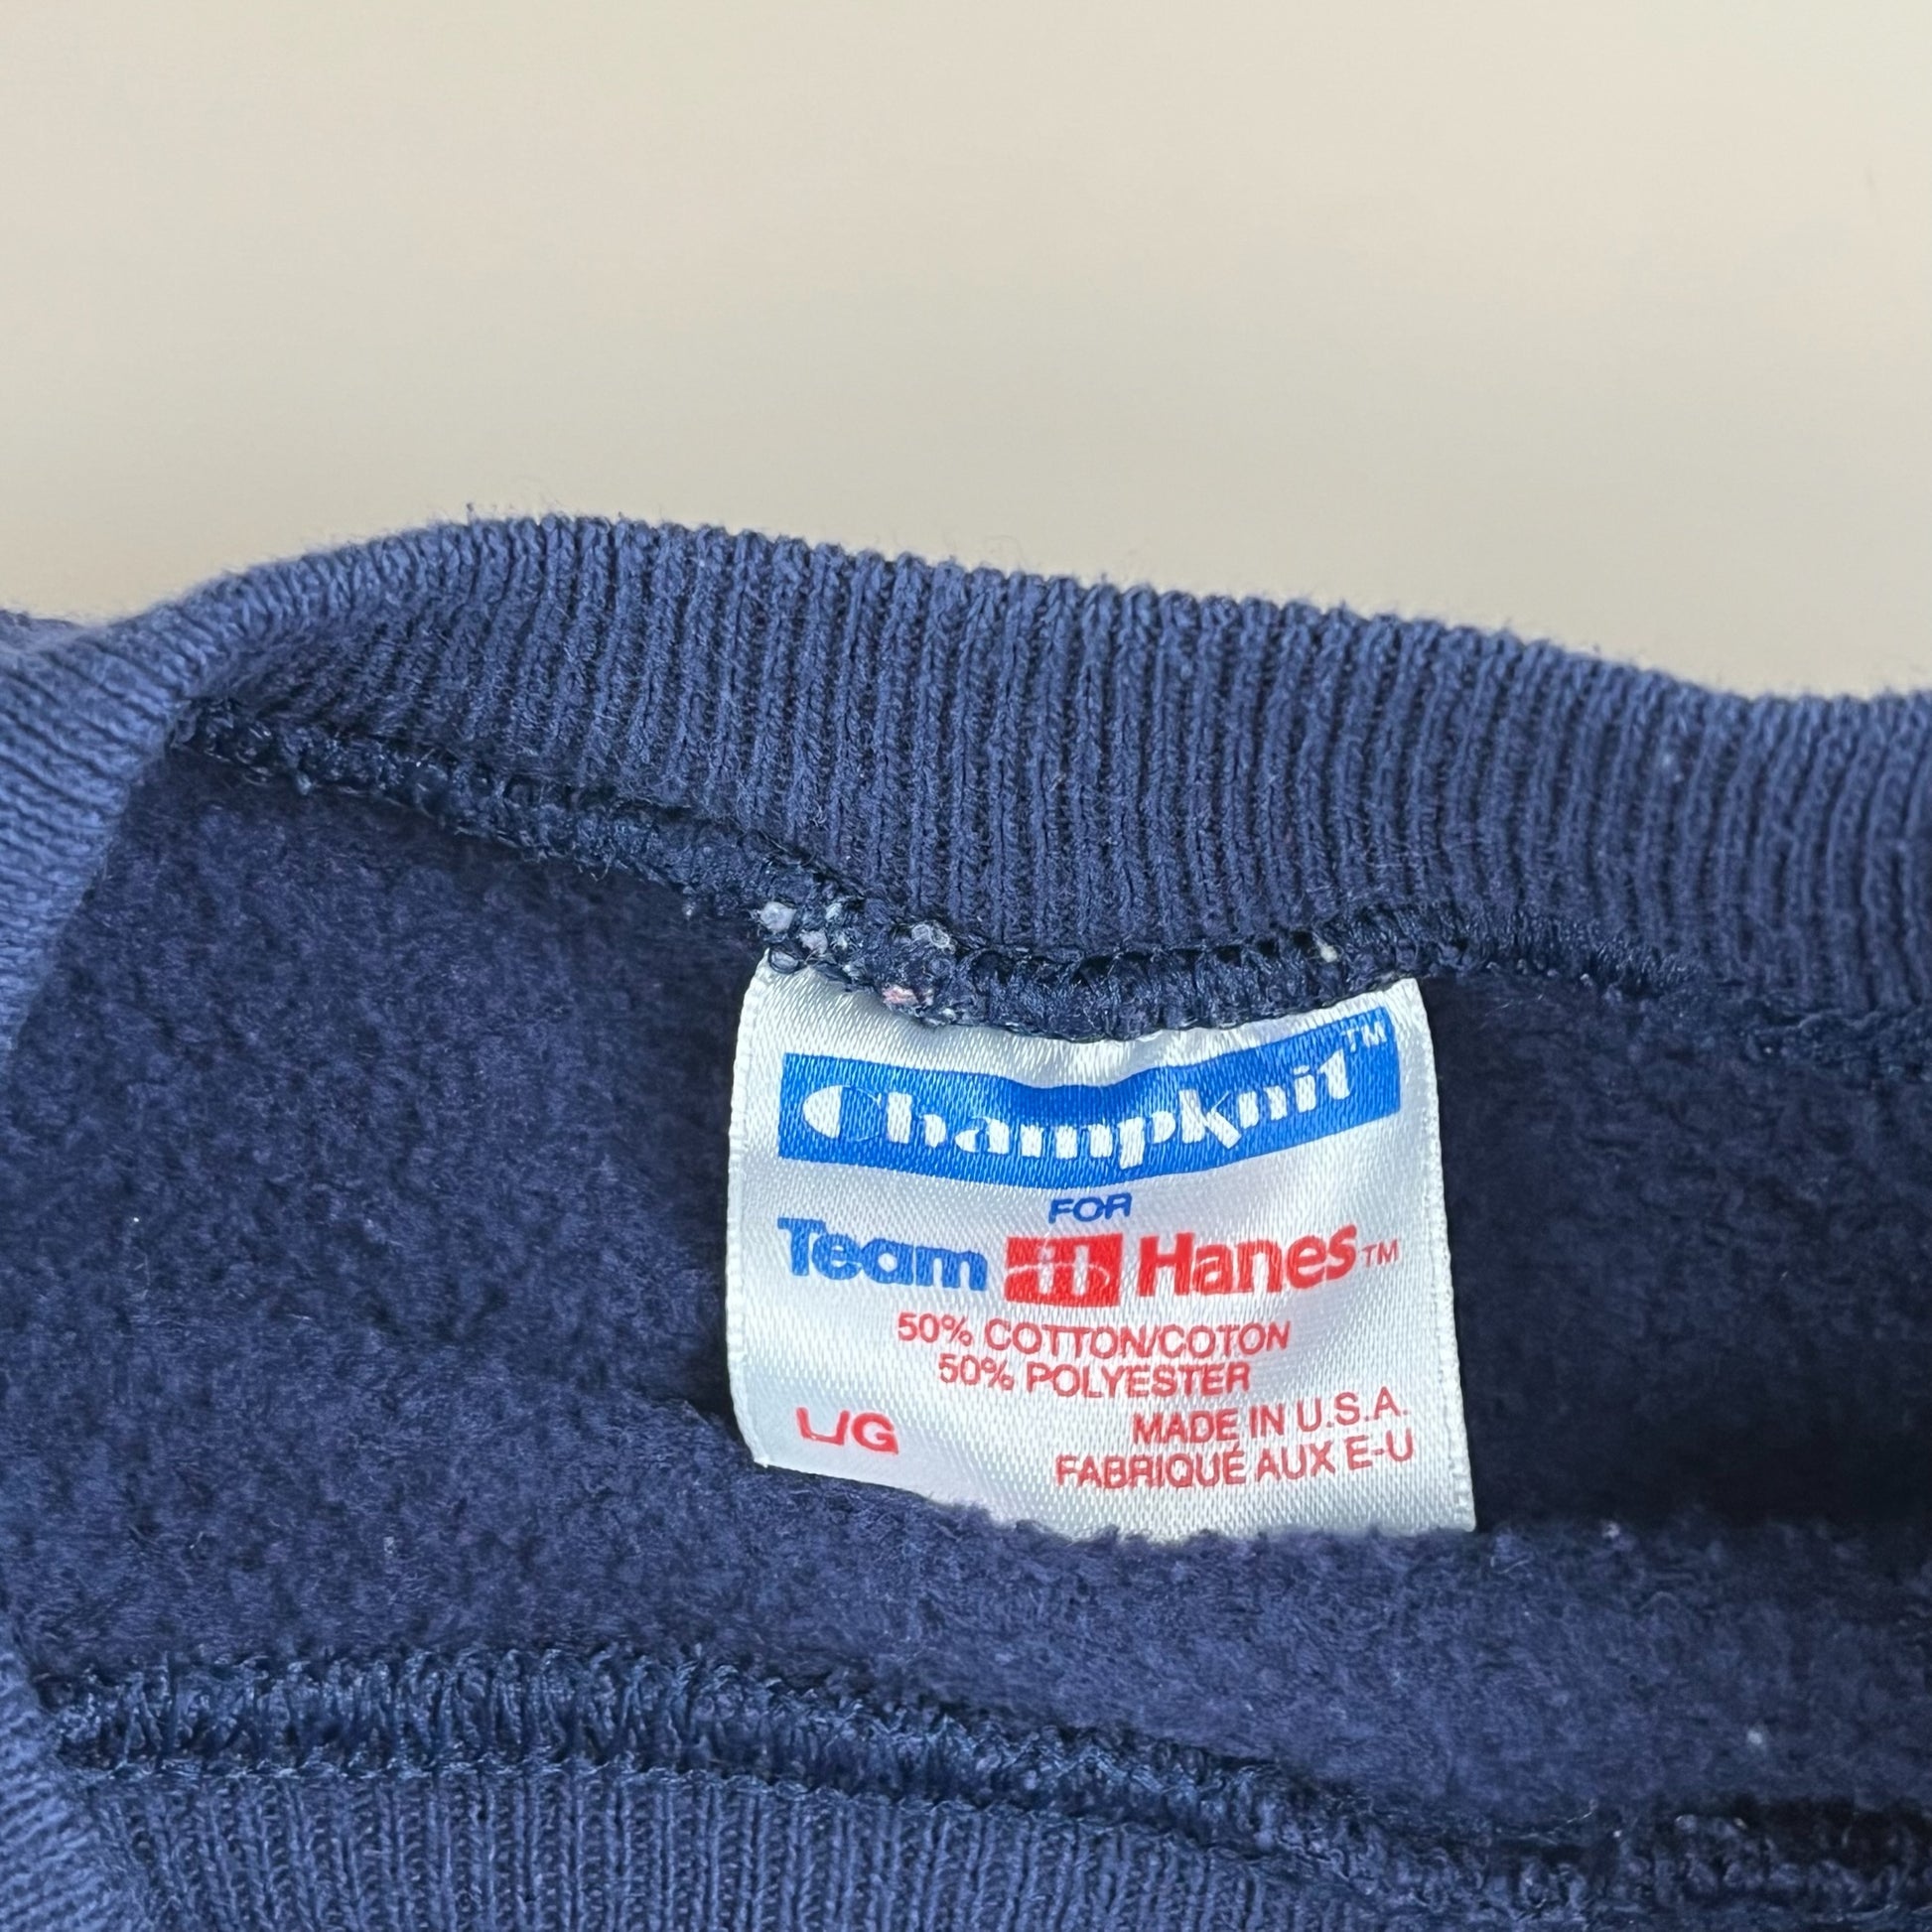 Champknit™
FOR
Team Hanes™
50% COTTON/COTON
50% POLYESTER
L/G
MADE IN U.S.A.
FABRIQUÉ AUX E-U